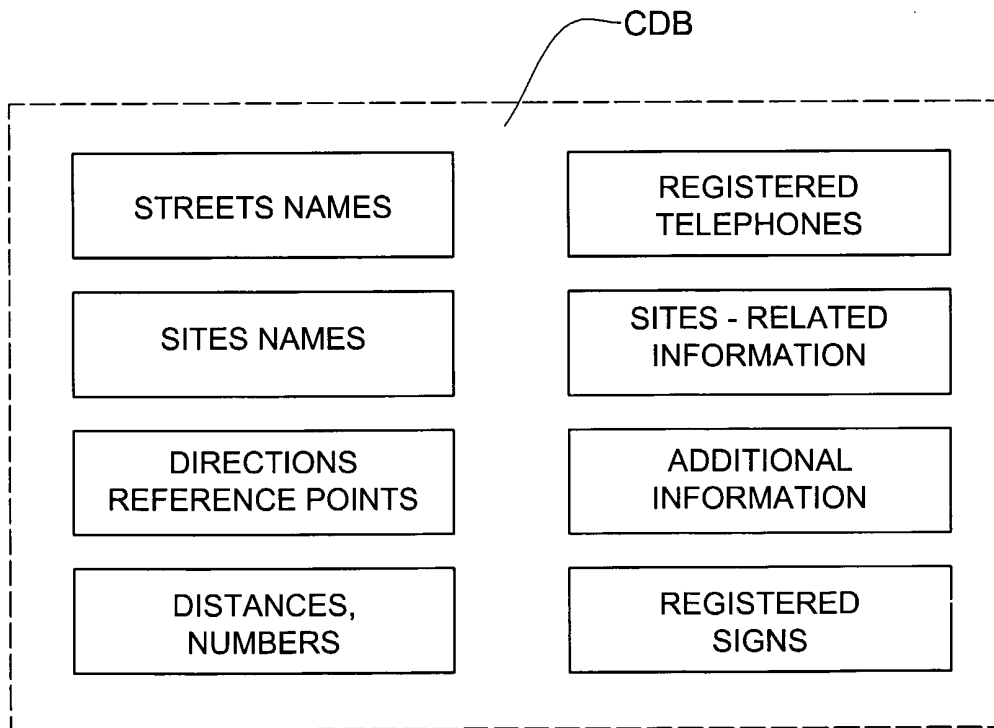 CDB
STREETS NAMES
REGISTERED
TELEPHONES
SITES NAMES
SITES - RELATED
INFORMATION
DIRECTIONS
REFERENCE POINTS
ADDITIONAL
INFORMATION
DISTANCES,
NUMBERS
REGISTERED
SIGNS